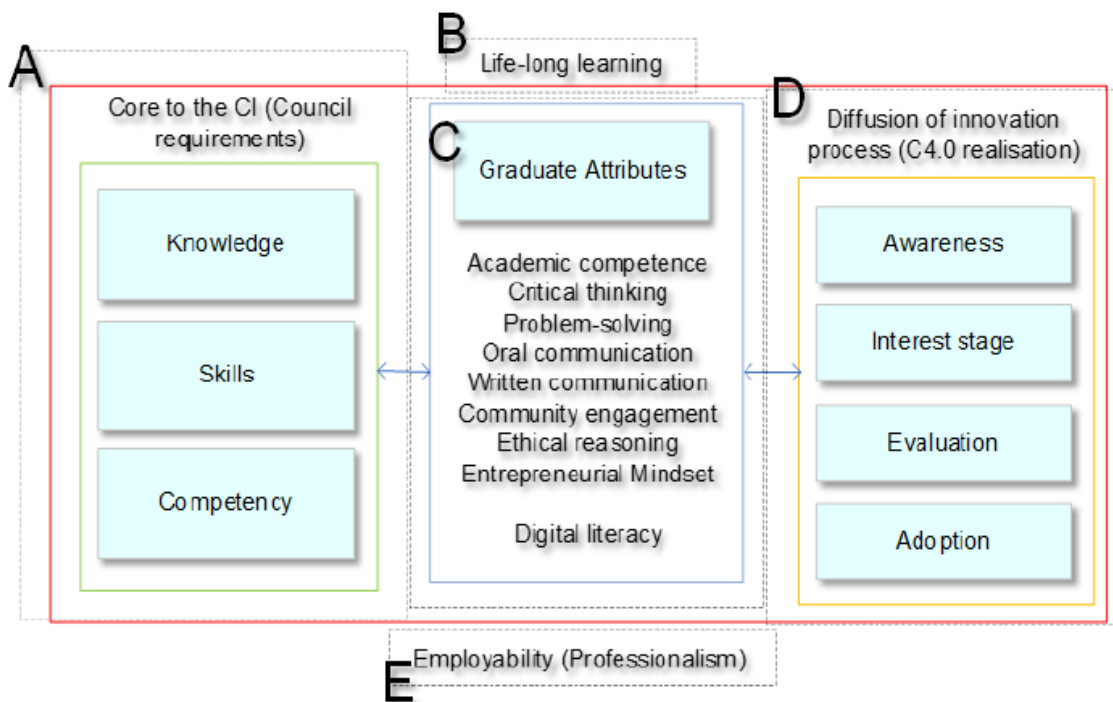 A
B
Life-long learning
Core to the CI (Council
requirements)
Knowledge
Skills
Competency
C
Graduate Attributes
Academic competence
Critical thinking
Problem-solving
Oral communication
Written communication
Community engagement
Ethical reasoning
Entrepreneurial Mindset
Digital literacy
D
Diffusion of innovation
process (C4.0 realisation)
Awareness
Interest stage
Evaluation
Adoption
E
Employability (Professionalism)